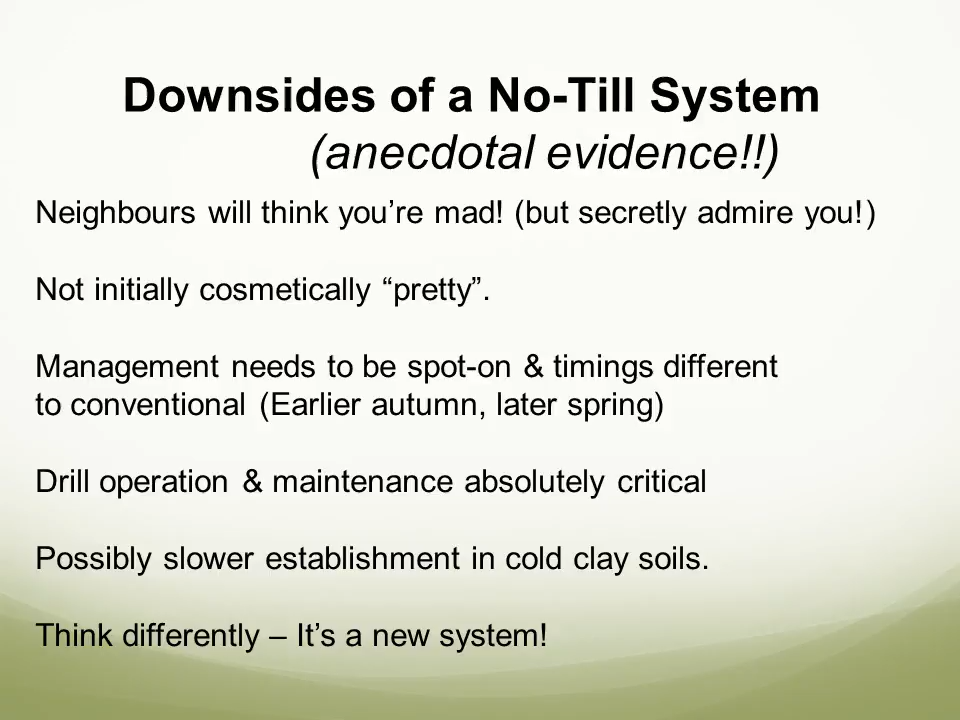 Downsides of a No-Till System
(anecdotal evidence!!)
Neighbours will think you’re mad! (but secretly admire you!)
Not initially cosmetically “pretty”.
Management needs to be spot-on & timings different
to conventional (Earlier autumn, later spring)
Drill operation & maintenance absolutely critical
Possibly slower establishment in cold clay soils.
Think differently – It’s a new system!